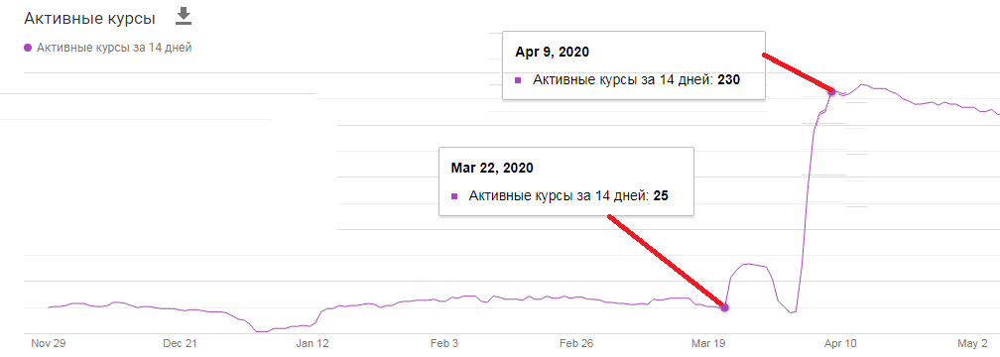 Активные курсы
Активные курсы за 14 дней
Apr 9, 2020
Активные курсы за 14 дней: 230
Mar 22, 2020
Активные курсы за 14 дней: 25
Nov 29 Dec 21 Jan 12 Feb 3 Feb 26 Mar 19 Apr 10 May 2